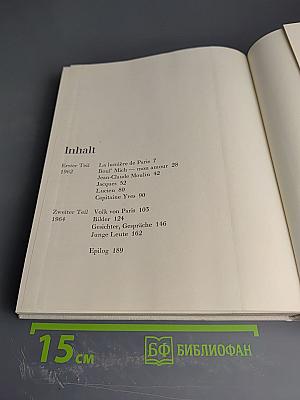 Inhalt
Erster Teil La lumière de Paris 7
1962 Boul' Mich — mon amour 28
Jean-Claude Moulin 42
Jacques 52
Lucien 80
Capitaine Yves 90
Zweiter Teil Volk von Paris 105
1964 Bilder 124
Gesichter, Gespräche 146
Junge Leute 162
Epilog 189
15 см БФ БИБЛИОФАН